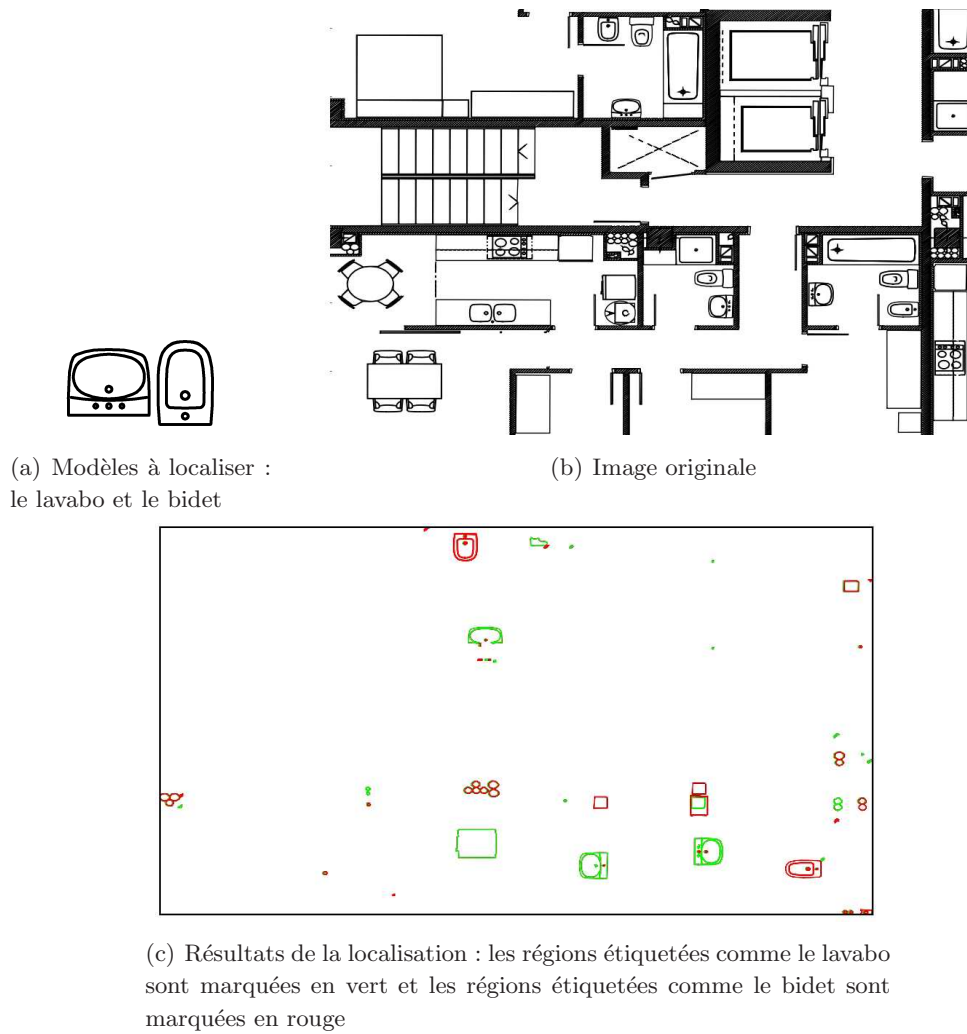 (a) Modèles à localiser :
le lavabo et le bidet
(b) Image originale
(c) Résultats de la localisation : les régions étiquetées comme le lavabo
sont marquées en vert et les régions étiquetées comme le bidet sont
marquées en rouge